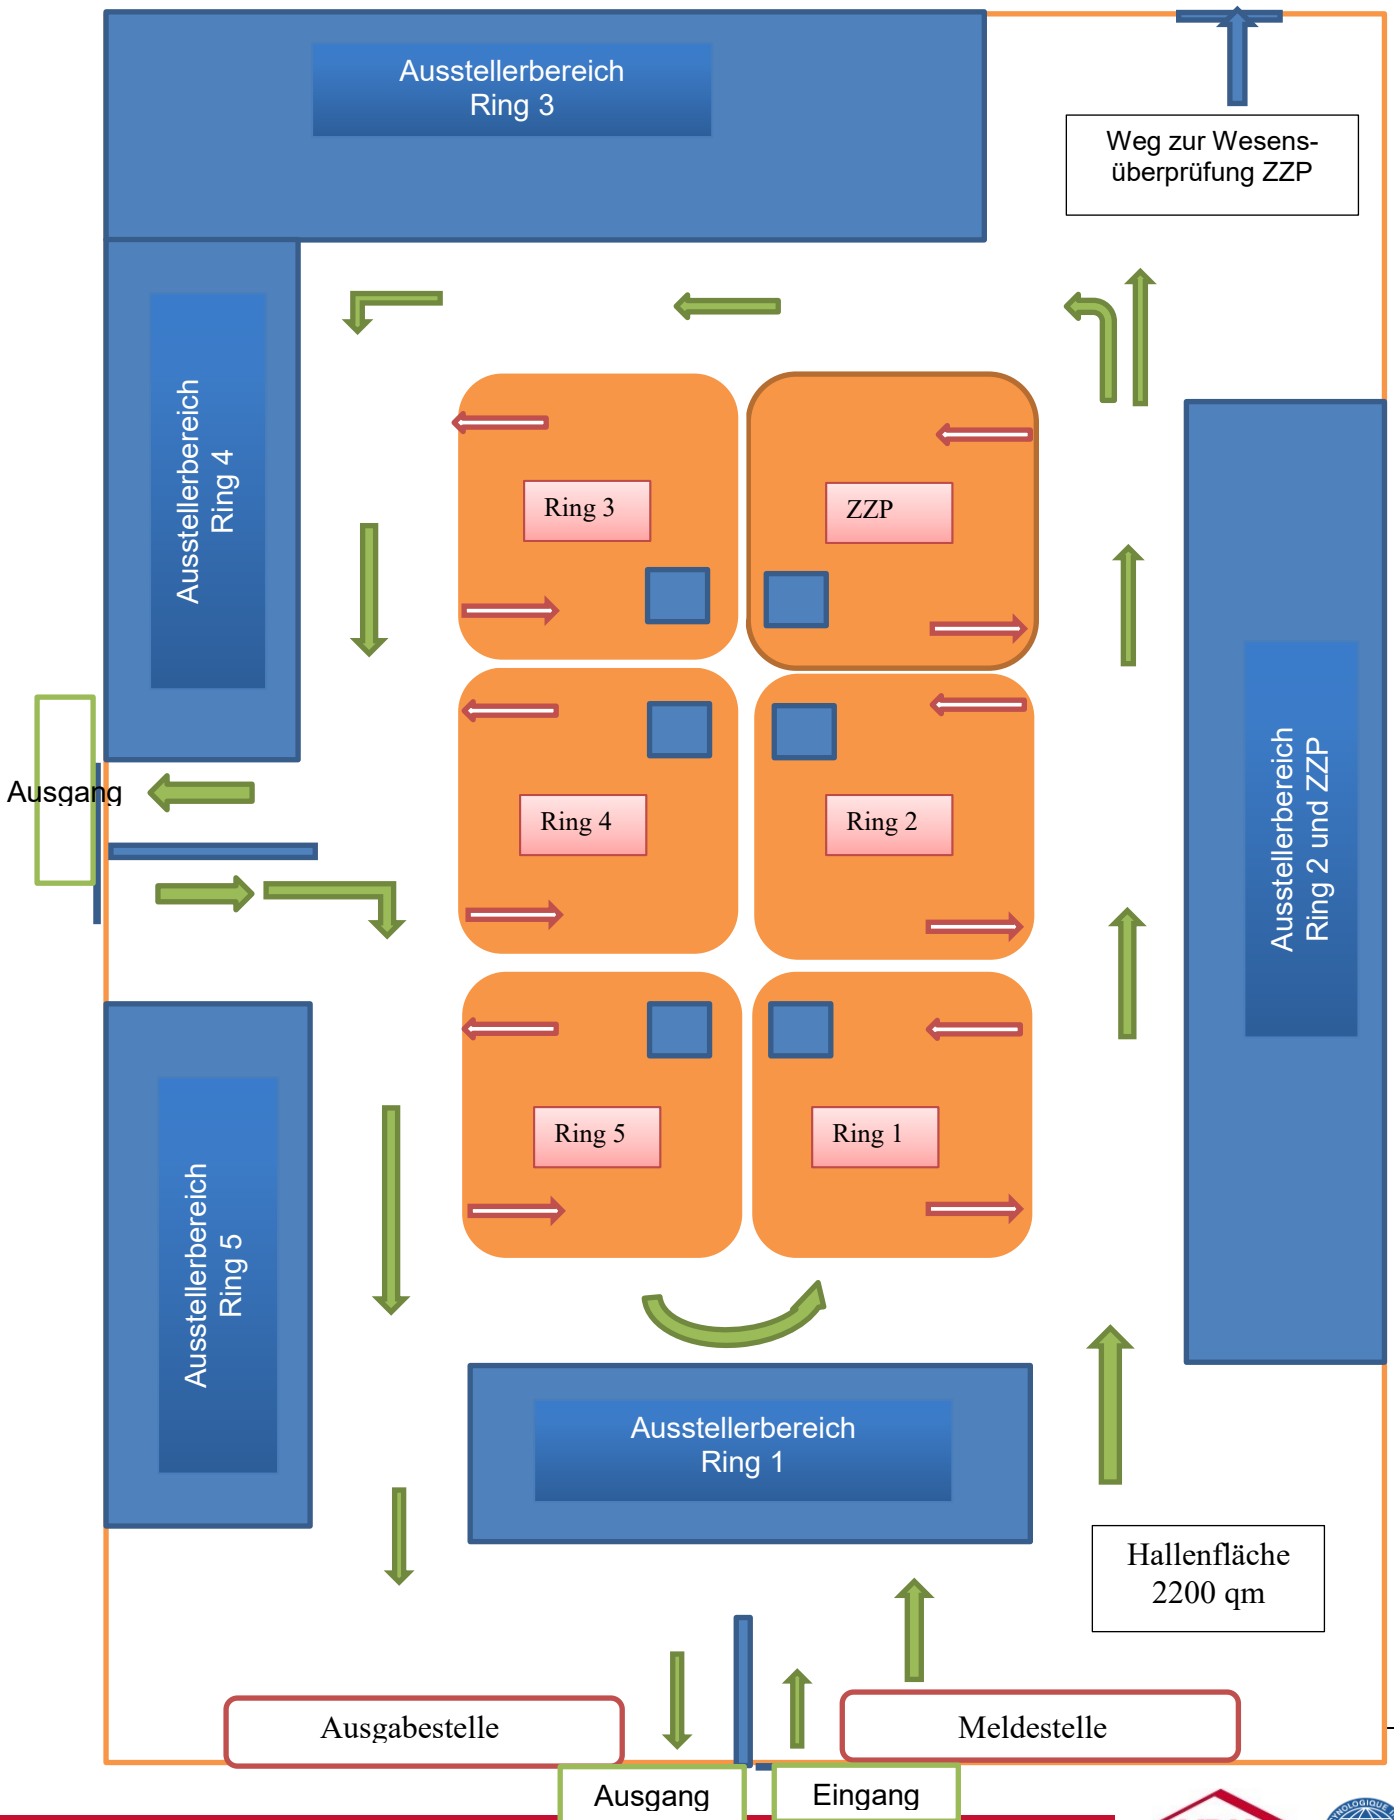 Ausstellerbereich
Ring 3
Weg zur Wesens-
überprüfung ZZP
Ausstellerbereich
Ring 4
Ring 3
ZZP
Ausgang
Ring 4
Ring 2
Ausstellerbereich
Ring 2 und ZZP
Ring 5
Ring 1
Ausstellerbereich
Ring 5
Ausstellerbereich
Ring 1
Hallenfläche
2200 qm
Ausgabestelle
Meldestelle
Ausgang
Eingang